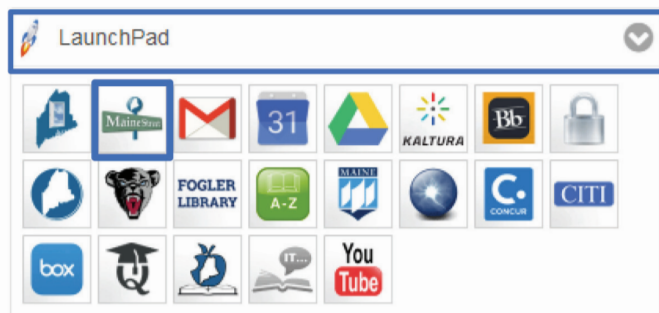 LaunchPad
MaineStreet
31
KALTURA
Bb
FOGLER
LIBRARY
A-Z
MAINE
C.
CONCUR
CITI
box
IT...
You
Tube